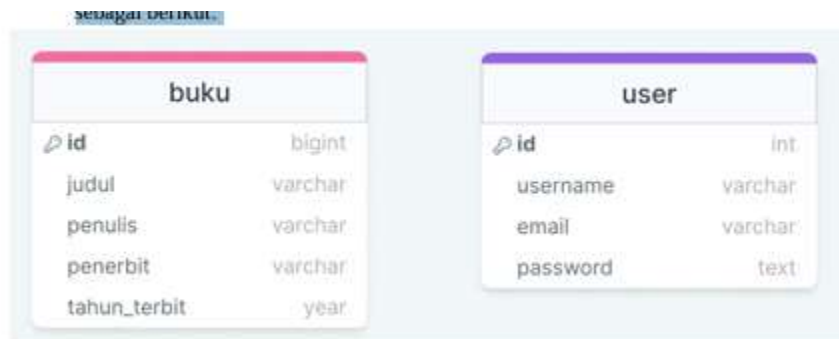 sebagai berikut.
buku
id bigint
judul varchar
penulis varchar
penerbit varchar
tahun_terbit year
user
id int
username varchar
email varchar
password text